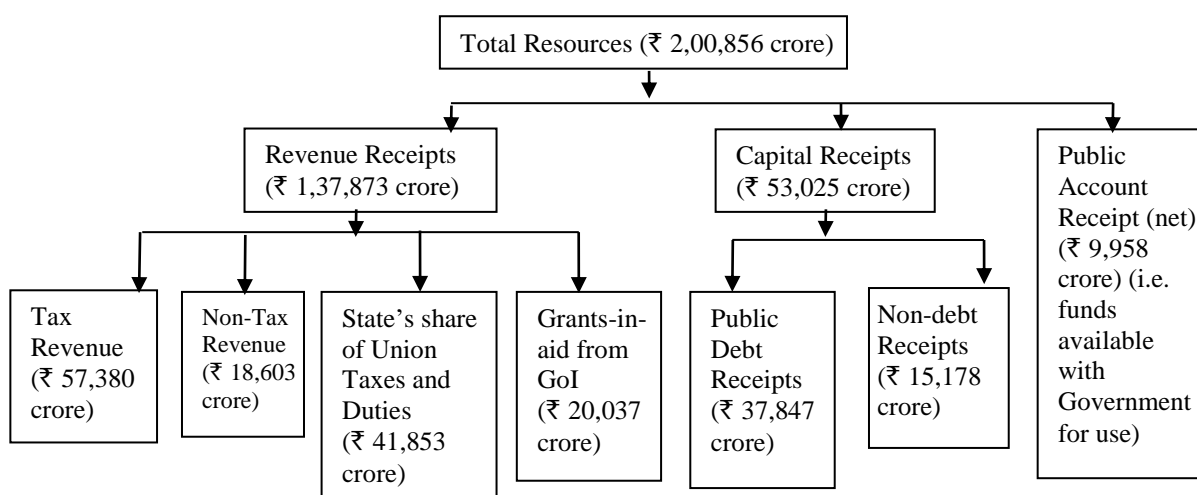 Total Resources (₹ 2,00,856 crore)
Revenue Receipts
(₹ 1,37,873 crore)
Capital Receipts
(₹ 53,025 crore)
Public
Account
Receipt (net)
(₹ 9,958
crore) (i.e.
funds
available
with
Government
for use)
Tax
Revenue
(₹ 57,380
crore)
Non-Tax
Revenue
(₹ 18,603
crore)
State’s share
of Union
Taxes and
Duties
(₹ 41,853
crore)
Grants-in-
aid from
GoI
(₹ 20,037
crore)
Public
Debt
Receipts
(₹ 37,847
crore)
Non-debt
Receipts
(₹ 15,178
crore)